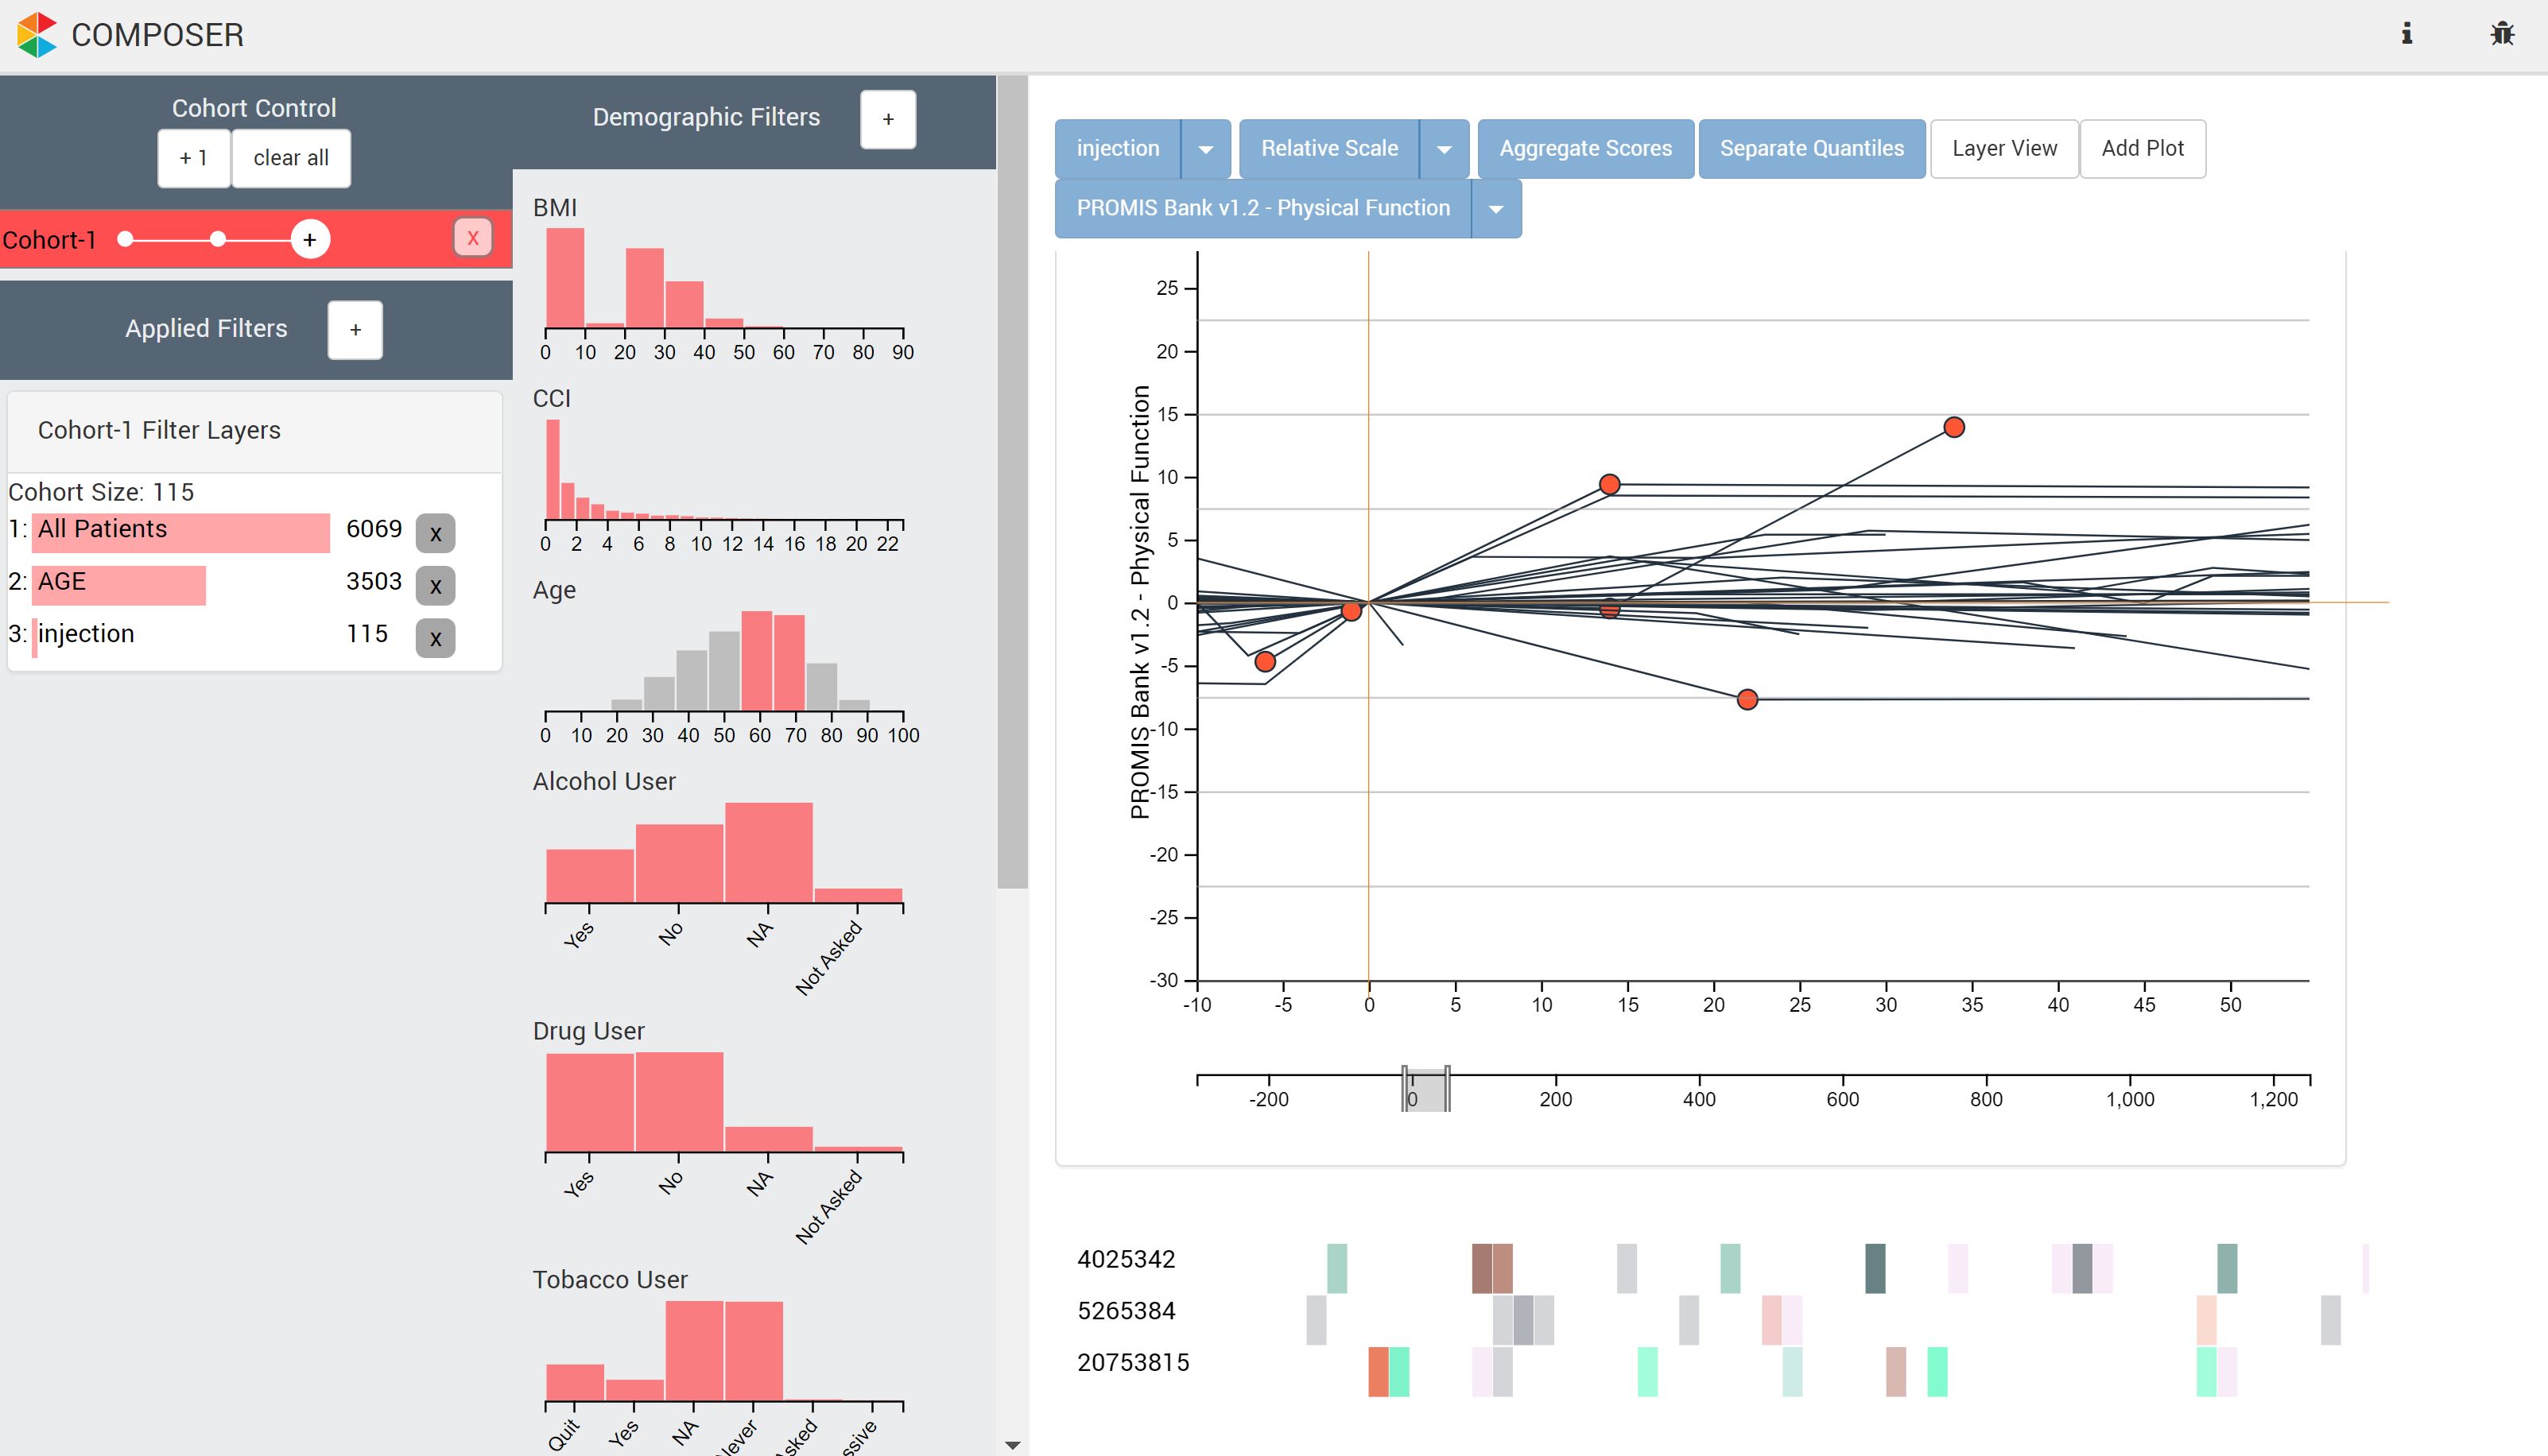 COMPOSER
Cohort Control
+ 1
clear all
Cohort-1
+
X
Applied Filters
+
Cohort-1 Filter Layers
Cohort Size: 115
1: All Patients 6069 x
2: AGE 3503 x
3: injection 115 x
Demographic Filters
+
BMI
0 10 20 30 40 50 60 70 80 90
CCI
0 2 4 6 8 10 12 14 16 18 20 22
Age
0 10 20 30 40 50 60 70 80 90 100
Alcohol User
Yes No NA Not Asked
Drug User
Yes No NA Not Asked
Tobacco User
Quit Yes NA
injection
Relative Scale
Aggregate Scores
Separate Quantiles
Layer View
Add Plot
PROMIS Bank v1.2 - Physical Function
PROMIS Bank v1.2 - Physical Function
25
20
15
10
5
0
-5
-10
-15
-20
-25
-30
-10 -5 0 5 10 15 20 25 30 35 40 45 50
-200 0 200 400 600 800 1,000 1,200
4025342
5265384
20753815